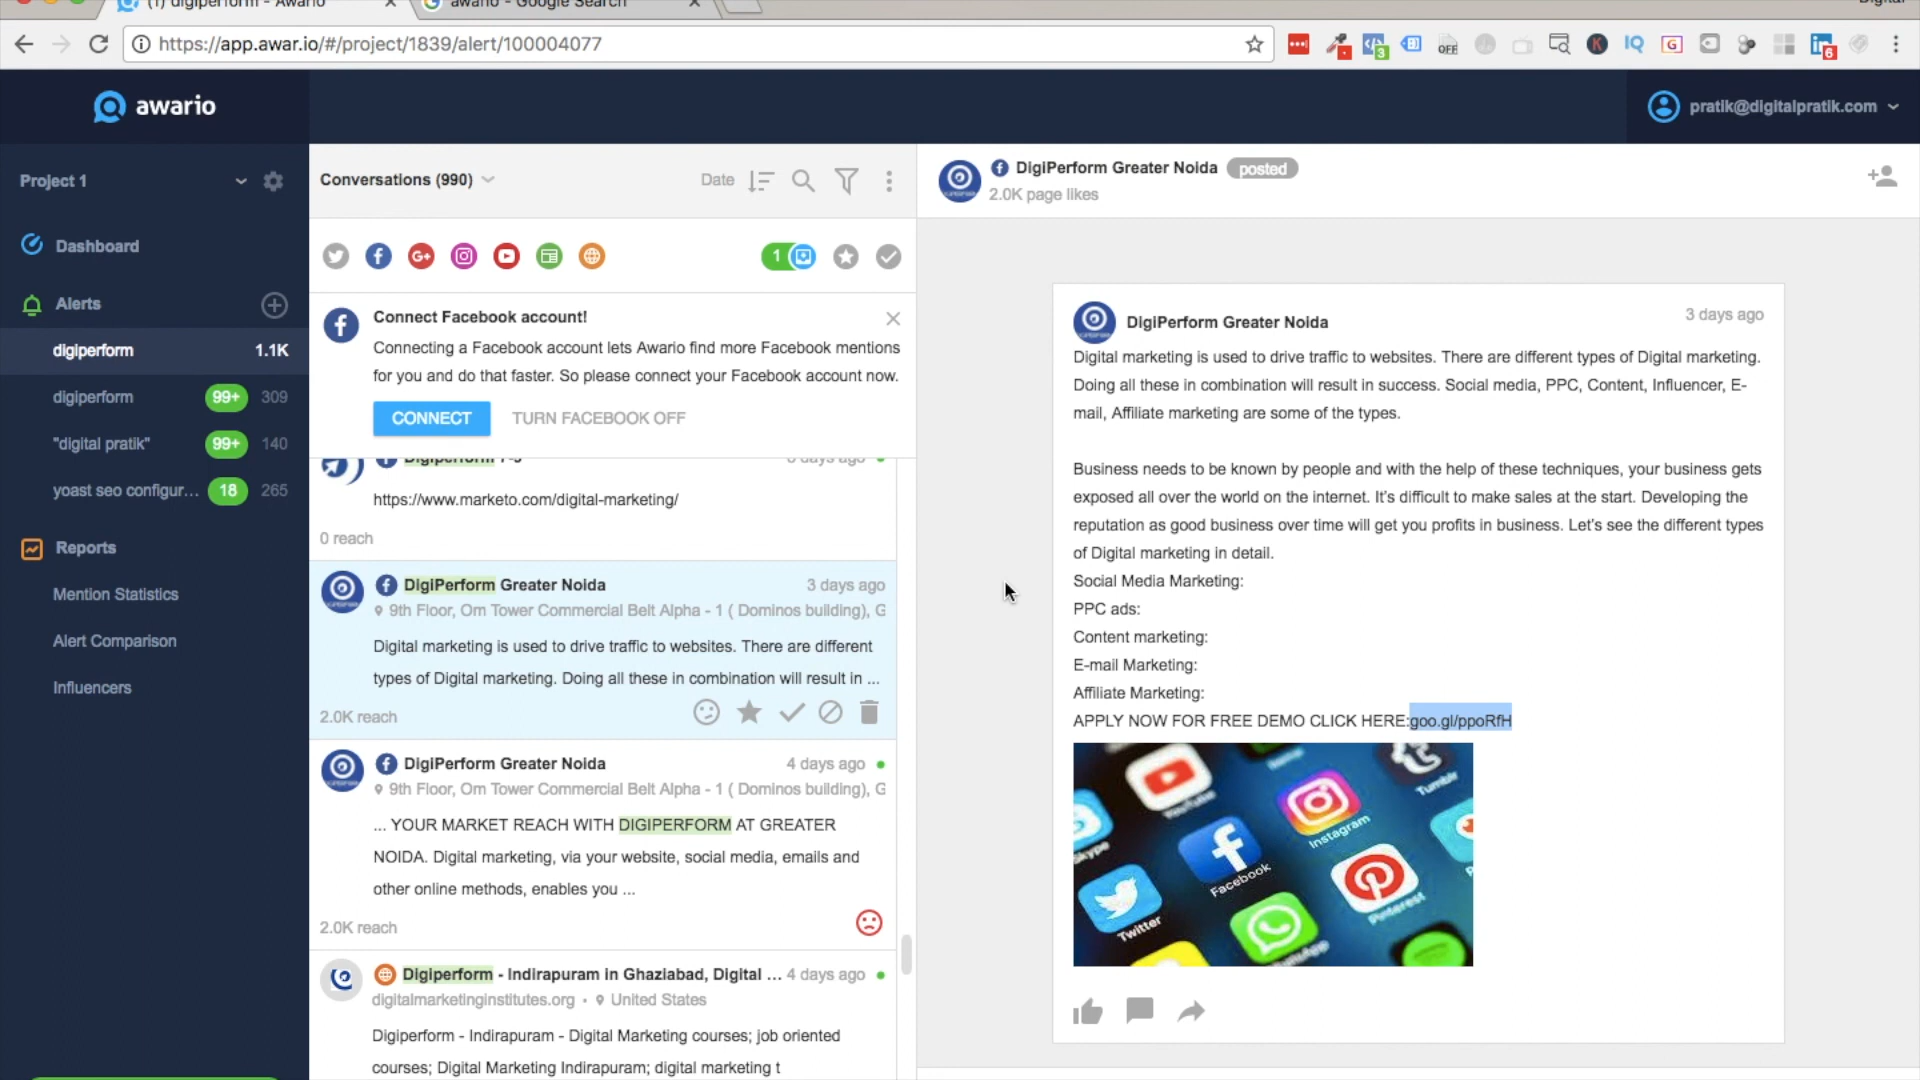 (1) digiperform - Awario
awario - Google Search
https://app.awar.io/#/project/1839/alert/100004077
OFF
3
K
IQ
G
6
awario
pratik@digitalpratik.com
Project 1
Dashboard
Alerts
digiperform 1.1K
digiperform 99+ 309
"digital pratik" 99+ 140
yoast seo configur... 18 265
Reports
Mention Statistics
Alert Comparison
Influencers
Conversations (990)
Date
1
Connect Facebook account!
Connecting a Facebook account lets Awario find more Facebook mentions
for you and do that faster. So please connect your Facebook account now.
CONNECT TURN FACEBOOK OFF
https://www.marketo.com/digital-marketing/
0 reach
DigiPerform Greater Noida 3 days ago
9th Floor, Om Tower Commercial Belt Alpha - 1 ( Dominos building), G
Digital marketing is used to drive traffic to websites. There are different
types of Digital marketing. Doing all these in combination will result in ...
2.0K reach
DigiPerform Greater Noida 4 days ago
9th Floor, Om Tower Commercial Belt Alpha - 1 ( Dominos building), G
... YOUR MARKET REACH WITH DIGIPERFORM AT GREATER
NOIDA. Digital marketing, via your website, social media, emails and
other online methods, enables you ...
2.0K reach
Digiperform - Indirapuram in Ghaziabad, Digital ... 4 days ago
digitalmarketinginstitutes.org • United States
Digiperform - Indirapuram - Digital Marketing courses; job oriented
courses; Digital Marketing Indirapuram; digital marketing t
DigiPerform Greater Noida posted
2.0K page likes
DigiPerform Greater Noida
3 days ago
Digital marketing is used to drive traffic to websites. There are different types of Digital marketing.
Doing all these in combination will result in success. Social media, PPC, Content, Influencer, E-
mail, Affiliate marketing are some of the types.
Business needs to be known by people and with the help of these techniques, your business gets
exposed all over the world on the internet. It's difficult to make sales at the start. Developing the
reputation as good business over time will get you profits in business. Let's see the different types
of Digital marketing in detail.
Social Media Marketing:
PPC ads:
Content marketing:
E-mail Marketing:
Affiliate Marketing:
APPLY NOW FOR FREE DEMO CLICK HERE:goo.gl/ppoRfH
YouTube
Tumblr
Instagram
Skype
Facebook
Pinterest
Twitter
WhatsApp